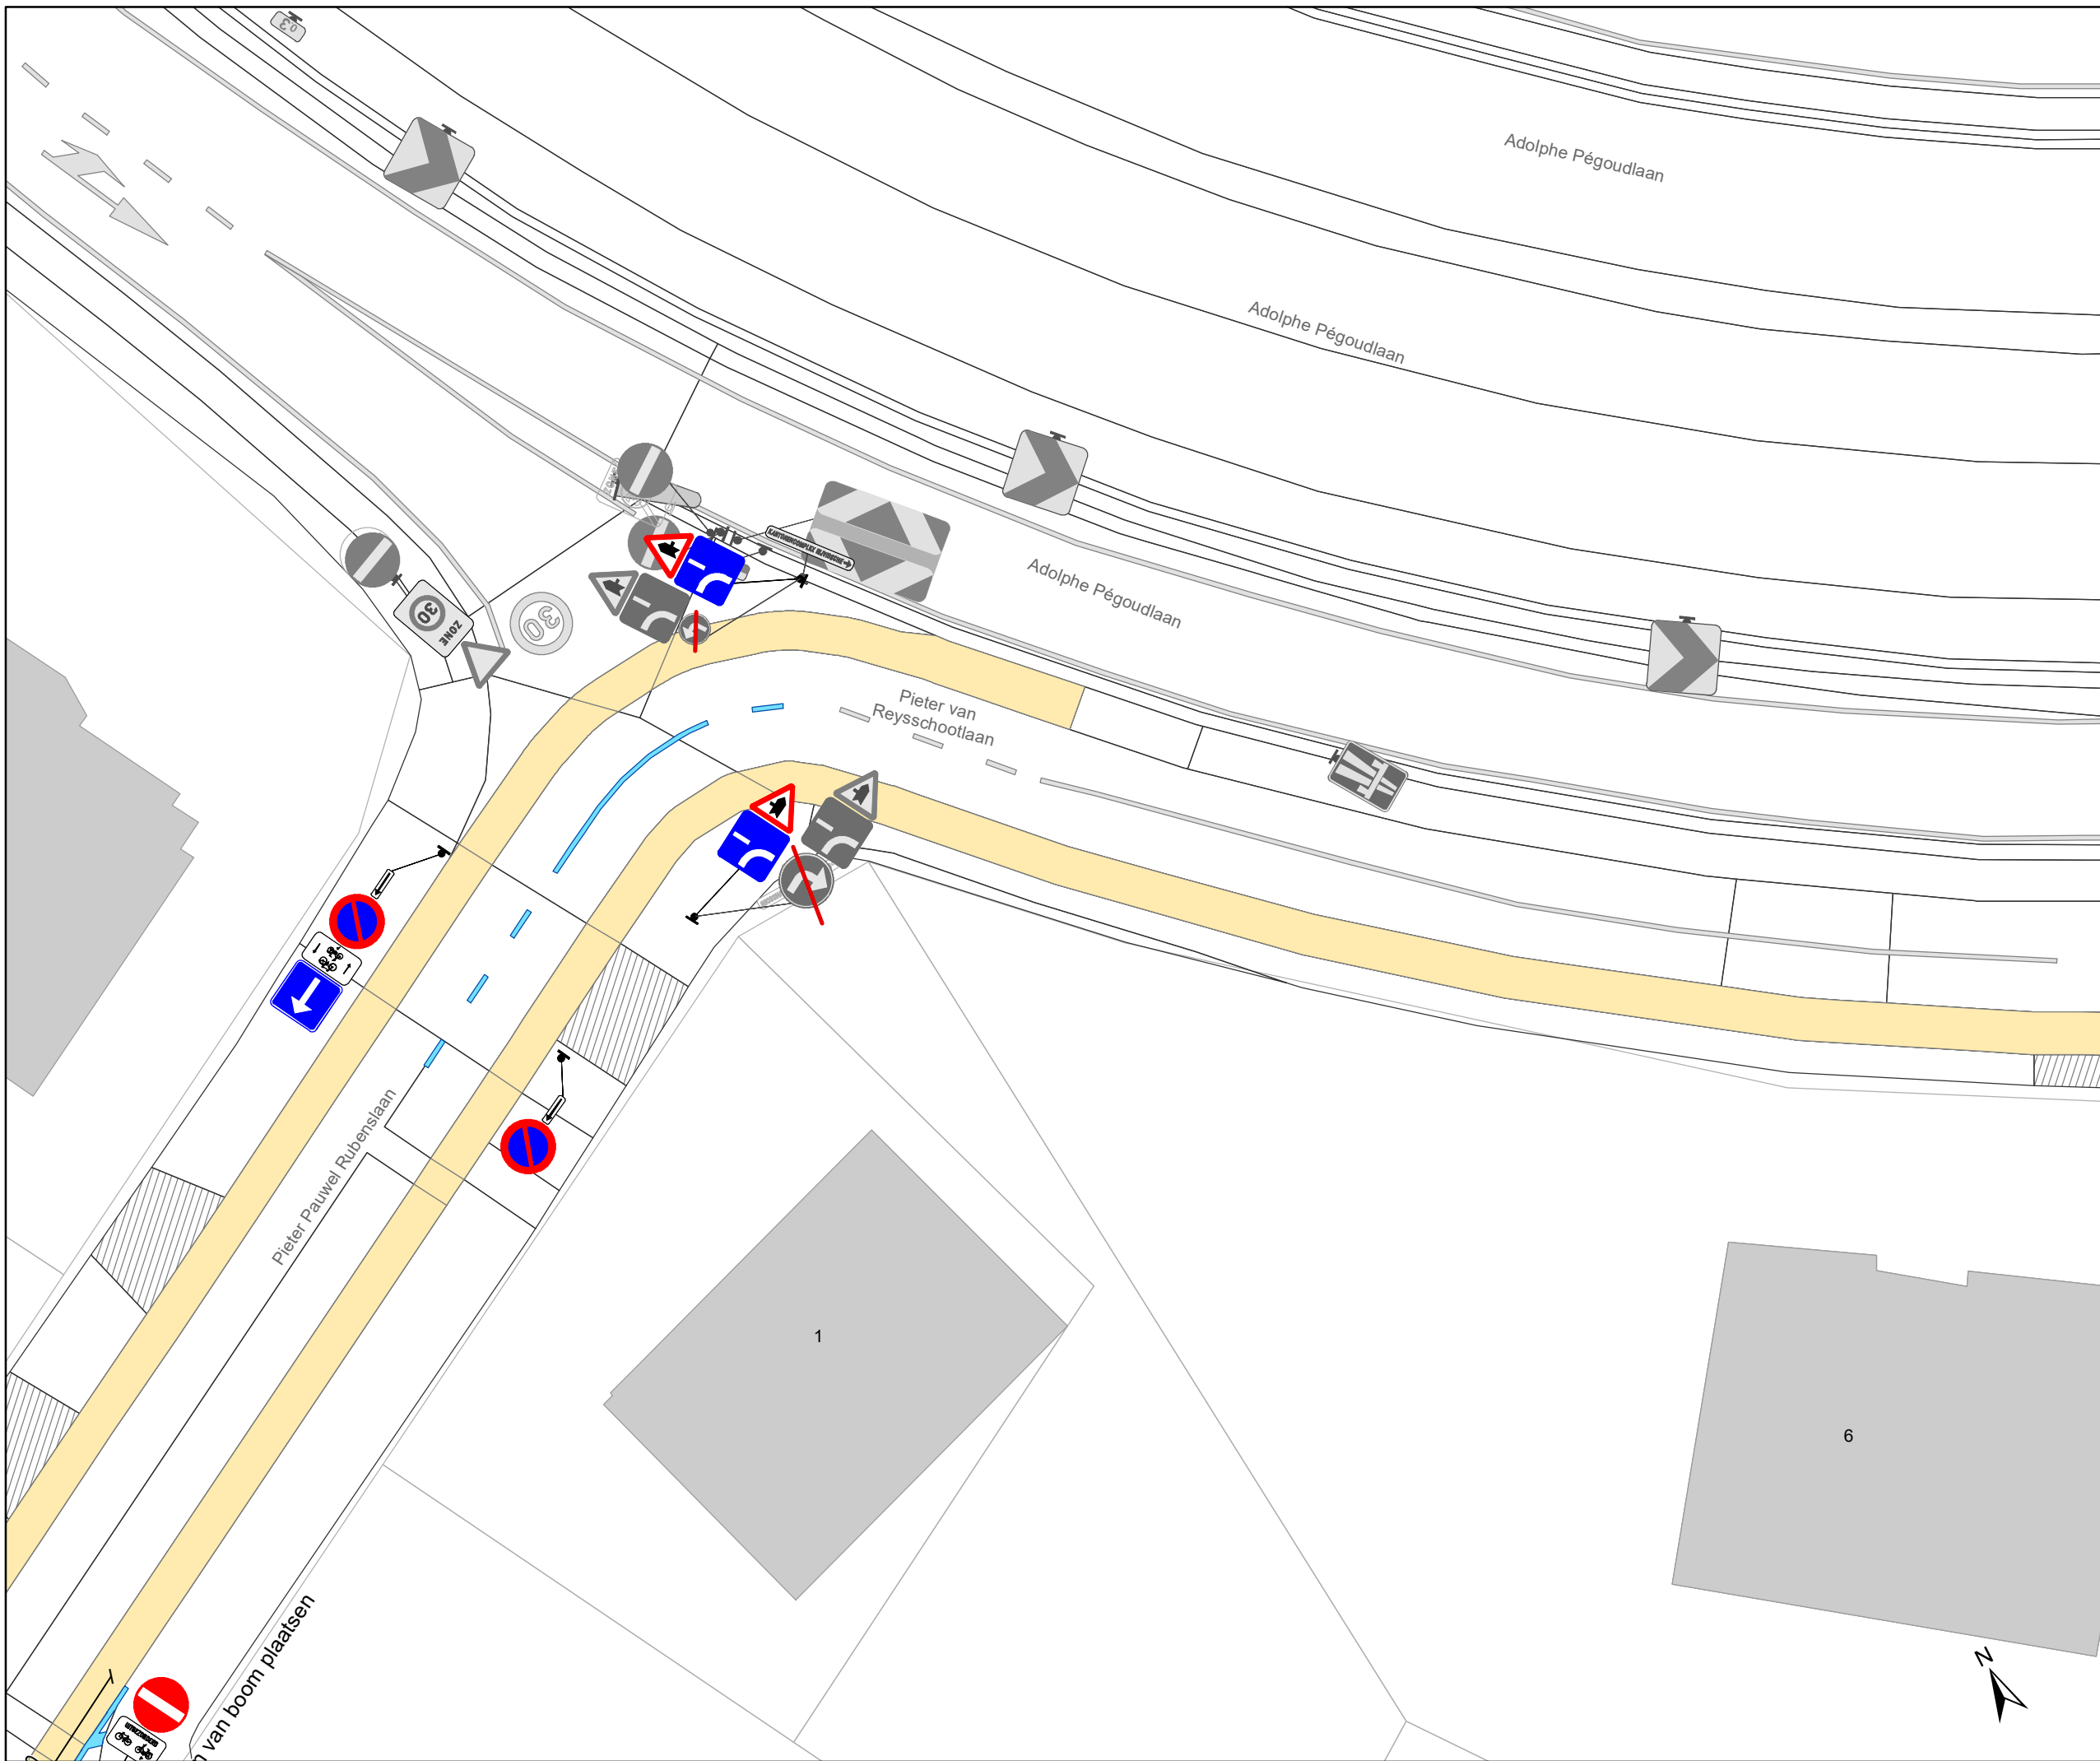 Adolphe Pégoudlaan
Adolphe Pégoudlaan
Adolphe Pégoudlaan
30
ZONE
30
Pieter van
Reysschootlaan
Pieter Pauwel Rubenslaan
1
6
van boom plaatsen
N